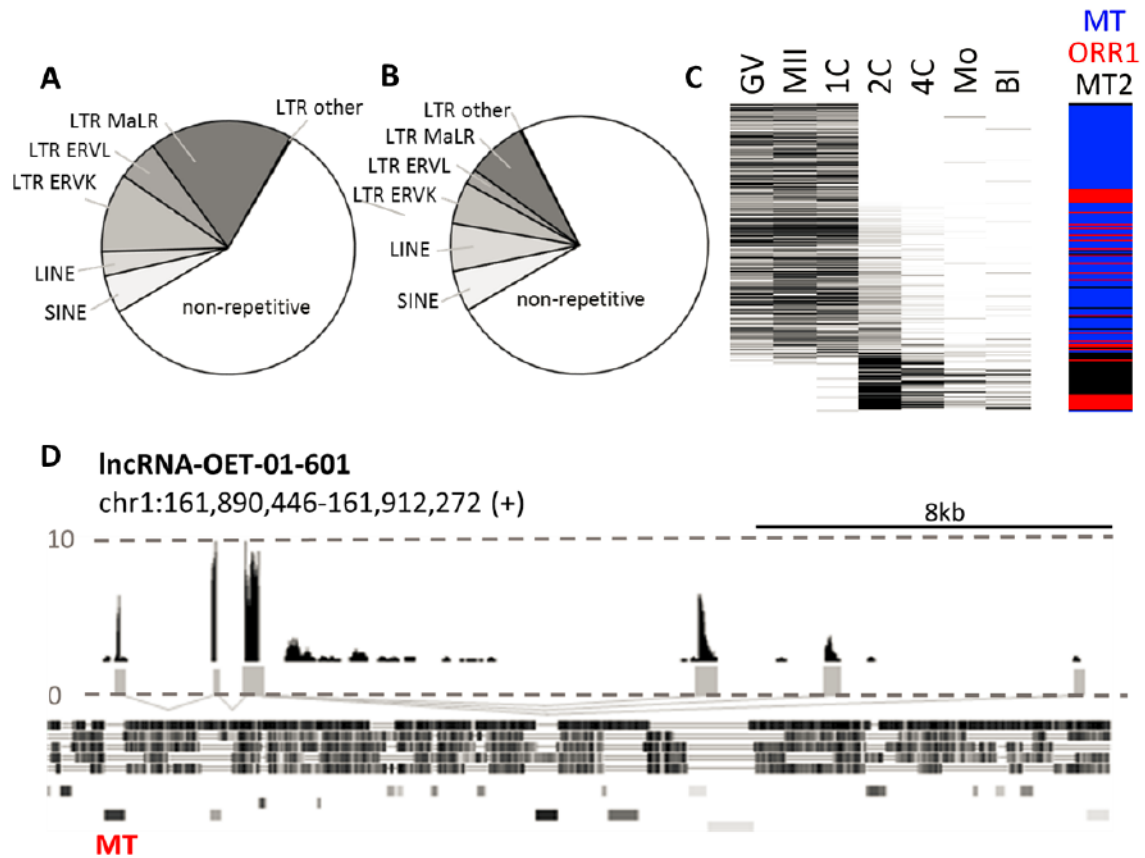 A
LTR other
LTR MaLR
LTR ERVL
LTR ERVK
LINE
SINE
non-repetitive
B
LTR other
LTR MaLR
LTR ERVL
LTR ERVK
LINE
SINE
non-repetitive
C
GV
MII
1C
2C
4C
Mo
Bl
MT
ORR1
MT2
D
lncRNA-OET-01-601
chr1:161,890,446-161,912,272 (+)
8kb
10
0
MT